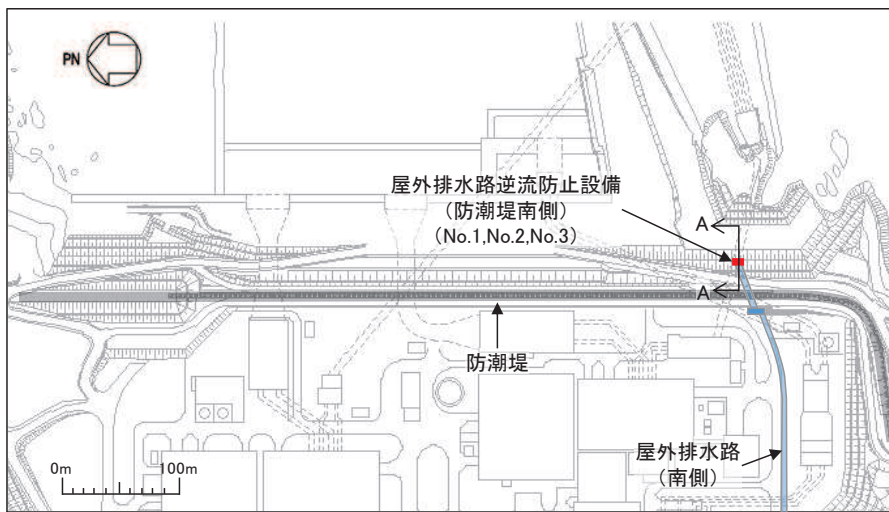 PN
屋外排水路逆流防止設備
(防潮堤南側)
(No.1,No.2,No.3)
A
A
防潮堤
屋外排水路
(南側)
0m
100m